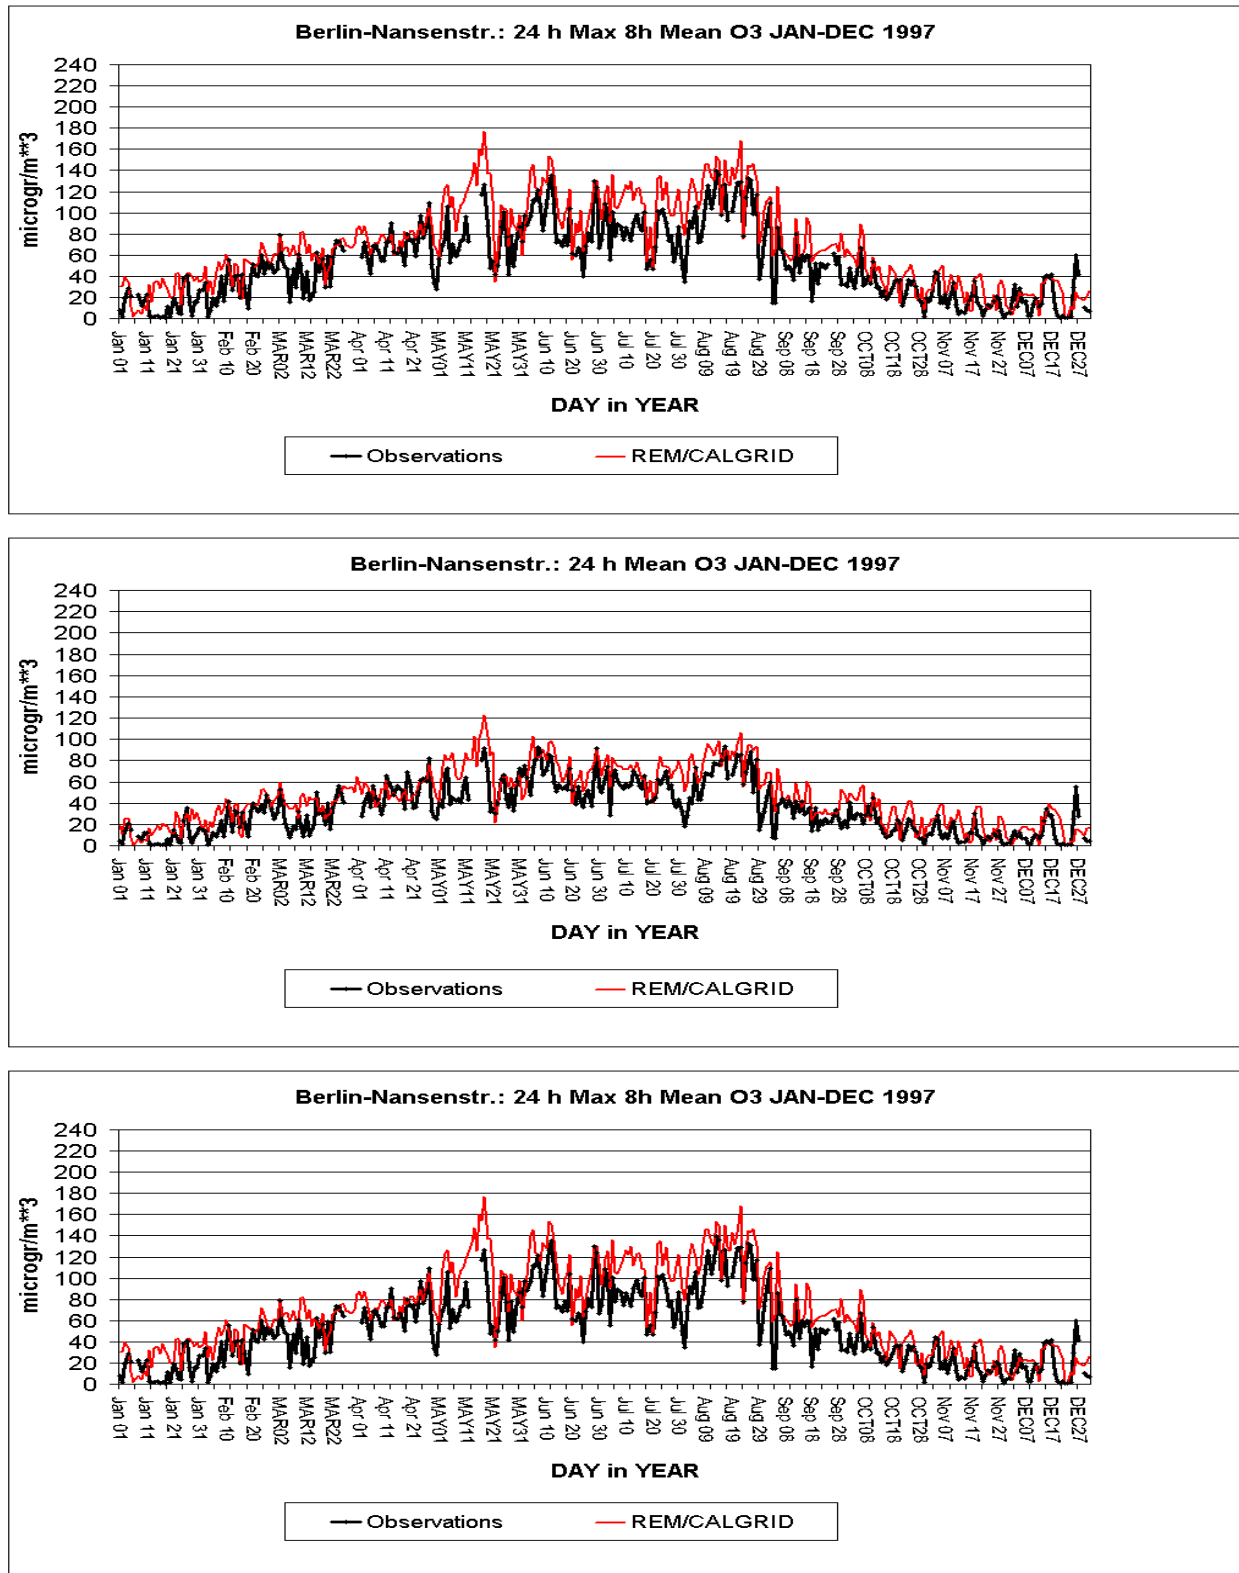 Berlin-Nansenstr.: 24 h Max 8h Mean O3 JAN-DEC 1997
microgr/m**3
240
220
200
180
160
140
120
100
80
60
40
20
0
Jan 01 Jan 11 Jan 21 Jan 31 Feb 10 Feb 20 MAR02 MAR12 MAR22 Apr 01 Apr 11 Apr 21 MAY01 MAY11 MAY21 MAY31 Jun 10 Jun 20 Jun 30 Jul 10 Jul 20 Jul 30 Aug 09 Aug 19 Aug 29 Sep 08 Sep 18 Sep 28 OCT08 OCT18 OCT28 Nov 07 Nov 17 Nov 27 DEC07 DEC17 DEC27
DAY in YEAR
Observations REM/CALGRID
Berlin-Nansenstr.: 24 h Mean O3 JAN-DEC 1997
microgr/m**3
240
220
200
180
160
140
120
100
80
60
40
20
0
Jan 01 Jan 11 Jan 21 Jan 31 Feb 10 Feb 20 MAR02 MAR12 MAR22 Apr 01 Apr 11 Apr 21 MAY01 MAY11 MAY21 MAY31 Jun 10 Jun 20 Jun 30 Jul 10 Jul 20 Jul 30 Aug 09 Aug 19 Aug 29 Sep 08 Sep 18 Sep 28 OCT08 OCT18 OCT28 Nov 07 Nov 17 Nov 27 DEC07 DEC17 DEC27
DAY in YEAR
Observations REM/CALGRID
Berlin-Nansenstr.: 24 h Max 8h Mean O3 JAN-DEC 1997
microgr/m**3
240
220
200
180
160
140
120
100
80
60
40
20
0
Jan 01 Jan 11 Jan 21 Jan 31 Feb 10 Feb 20 MAR02 MAR12 MAR22 Apr 01 Apr 11 Apr 21 MAY01 MAY11 MAY21 MAY31 Jun 10 Jun 20 Jun 30 Jul 10 Jul 20 Jul 30 Aug 09 Aug 19 Aug 29 Sep 08 Sep 18 Sep 28 OCT08 OCT18 OCT28 Nov 07 Nov 17 Nov 27 DEC07 DEC17 DEC27
DAY in YEAR
Observations REM/CALGRID